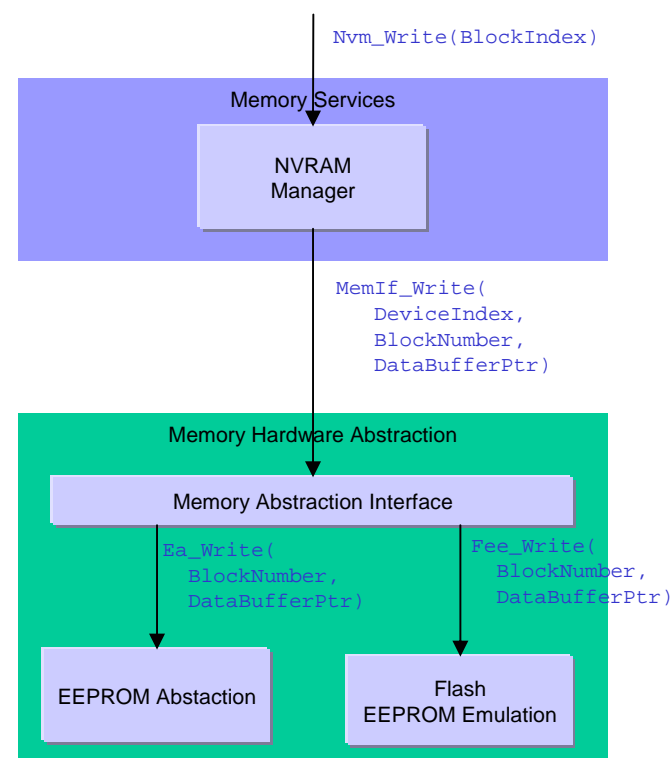 Nvm_Write(BlockIndex)
Memory Services
NVRAM
Manager
MemIf_Write(
DeviceIndex,
BlockNumber,
DataBufferPtr)
Memory Hardware Abstraction
Memory Abstraction Interface
Ea_Write(
BlockNumber,
DataBufferPtr)
Fee_Write(
BlockNumber,
DataBufferPtr)
EEPROM Abstaction
Flash
EEPROM Emulation